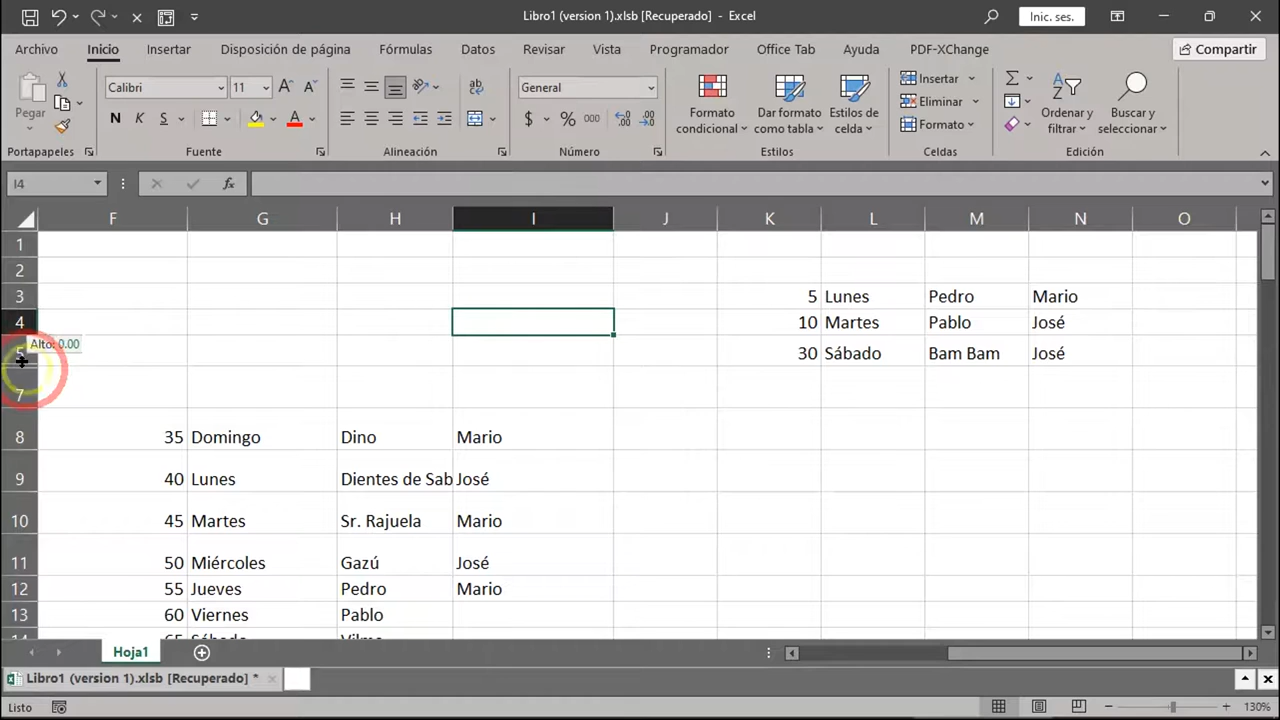 Libro1 (version 1).xlsb [Recuperado] - Excel
Inic. ses.
Archivo Inicio Insertar Disposición de página Fórmulas Datos Revisar Vista Programador Office Tab Ayuda PDF-XChange Compartir
Pegar
Calibri 11
N K S
General
$ % 000
Formato condicional
Dar formato como tabla
Estilos de celda
Insertar
Eliminar
Formato
Ordenar y filtrar
Buscar y seleccionar
Portapapeles Fuente Alineación Número Estilos Celdas Edición
I4 fx
F G H I J K L M N O
1
2
3 5 Lunes Pedro Mario
4 10 Martes Pablo José
Alto: 0.00
5 30 Sábado Bam Bam José
7
8 35 Domingo Dino Mario
9 40 Lunes Dientes de Sab José
10 45 Martes Sr. Rajuela Mario
11 50 Miércoles Gazú José
12 55 Jueves Pedro Mario
13 60 Viernes Pablo
14 65 Sábado Vilma
Hoja1
Libro1 (version 1).xlsb [Recuperado] *
Listo 130%